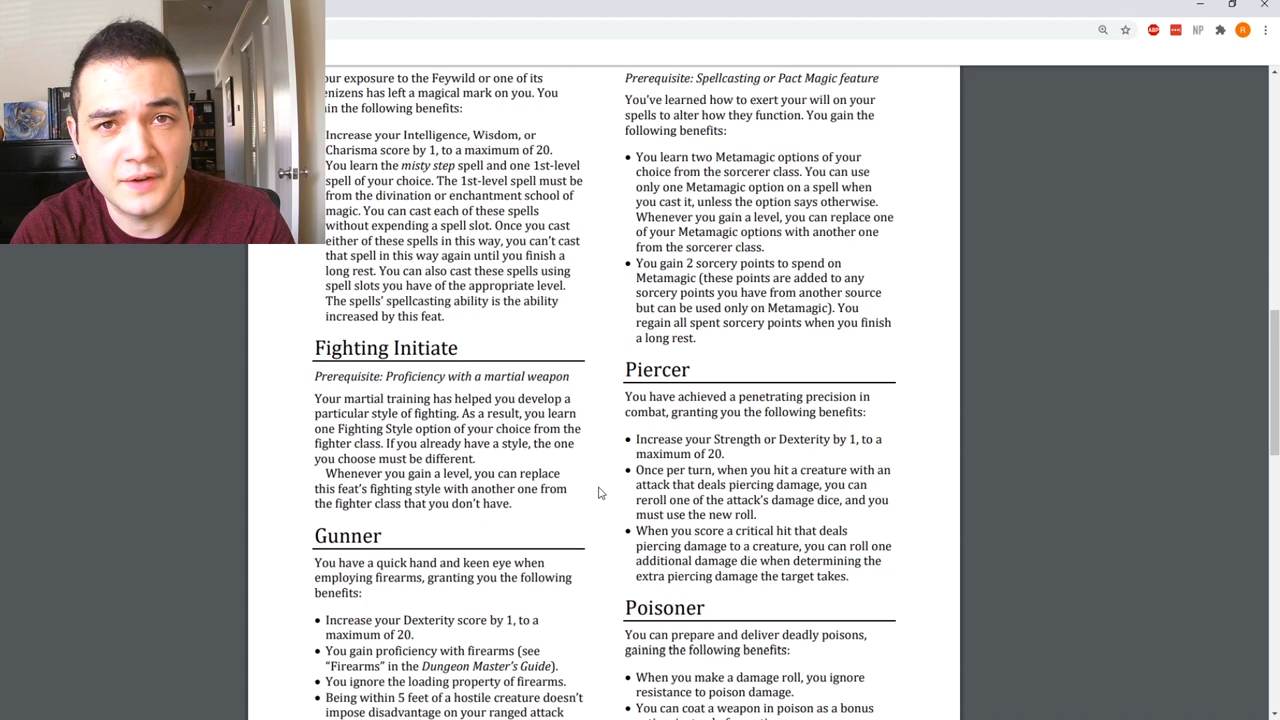 ABP
NP
R
our exposure to the Feywild or one of its
enizens has left a magical mark on you. You
in the following benefits:
Increase your Intelligence, Wisdom, or
Charisma score by 1, to a maximum of 20.
You learn the misty step spell and one 1st-level
spell of your choice. The 1st-level spell must be
from the divination or enchantment school of
magic. You can cast each of these spells
without expending a spell slot. Once you cast
either of these spells in this way, you can’t cast
that spell in this way again until you finish a
long rest. You can also cast these spells using
spell slots you have of the appropriate level.
The spells’ spellcasting ability is the ability
increased by this feat.
Fighting Initiate
Prerequisite: Proficiency with a martial weapon
Your martial training has helped you develop a
particular style of fighting. As a result, you learn
one Fighting Style option of your choice from the
fighter class. If you already have a style, the one
you choose must be different.
Whenever you gain a level, you can replace
this feat’s fighting style with another one from
the fighter class that you don’t have.
Gunner
You have a quick hand and keen eye when
employing firearms, granting you the following
benefits:
• Increase your Dexterity score by 1, to a
maximum of 20.
• You gain proficiency with firearms (see
“Firearms” in the Dungeon Master’s Guide).
• You ignore the loading property of firearms.
• Being within 5 feet of a hostile creature doesn’t
impose disadvantage on your ranged attack
Prerequisite: Spellcasting or Pact Magic feature
You’ve learned how to exert your will on your
spells to alter how they function. You gain the
following benefits:
• You learn two Metamagic options of your
choice from the sorcerer class. You can use
only one Metamagic option on a spell when
you cast it, unless the option says otherwise.
Whenever you gain a level, you can replace one
of your Metamagic options with another one
from the sorcerer class.
• You gain 2 sorcery points to spend on
Metamagic (these points are added to any
sorcery points you have from another source
but can be used only on Metamagic). You
regain all spent sorcery points when you finish
a long rest.
Piercer
You have achieved a penetrating precision in
combat, granting you the following benefits:
• Increase your Strength or Dexterity by 1, to a
maximum of 20.
• Once per turn, when you hit a creature with an
attack that deals piercing damage, you can
reroll one of the attack’s damage dice, and you
must use the new roll.
• When you score a critical hit that deals
piercing damage to a creature, you can roll one
additional damage die when determining the
extra piercing damage the target takes.
Poisoner
You can prepare and deliver deadly poisons,
gaining the following benefits:
• When you make a damage roll, you ignore
resistance to poison damage.
• You can coat a weapon in poison as a bonus